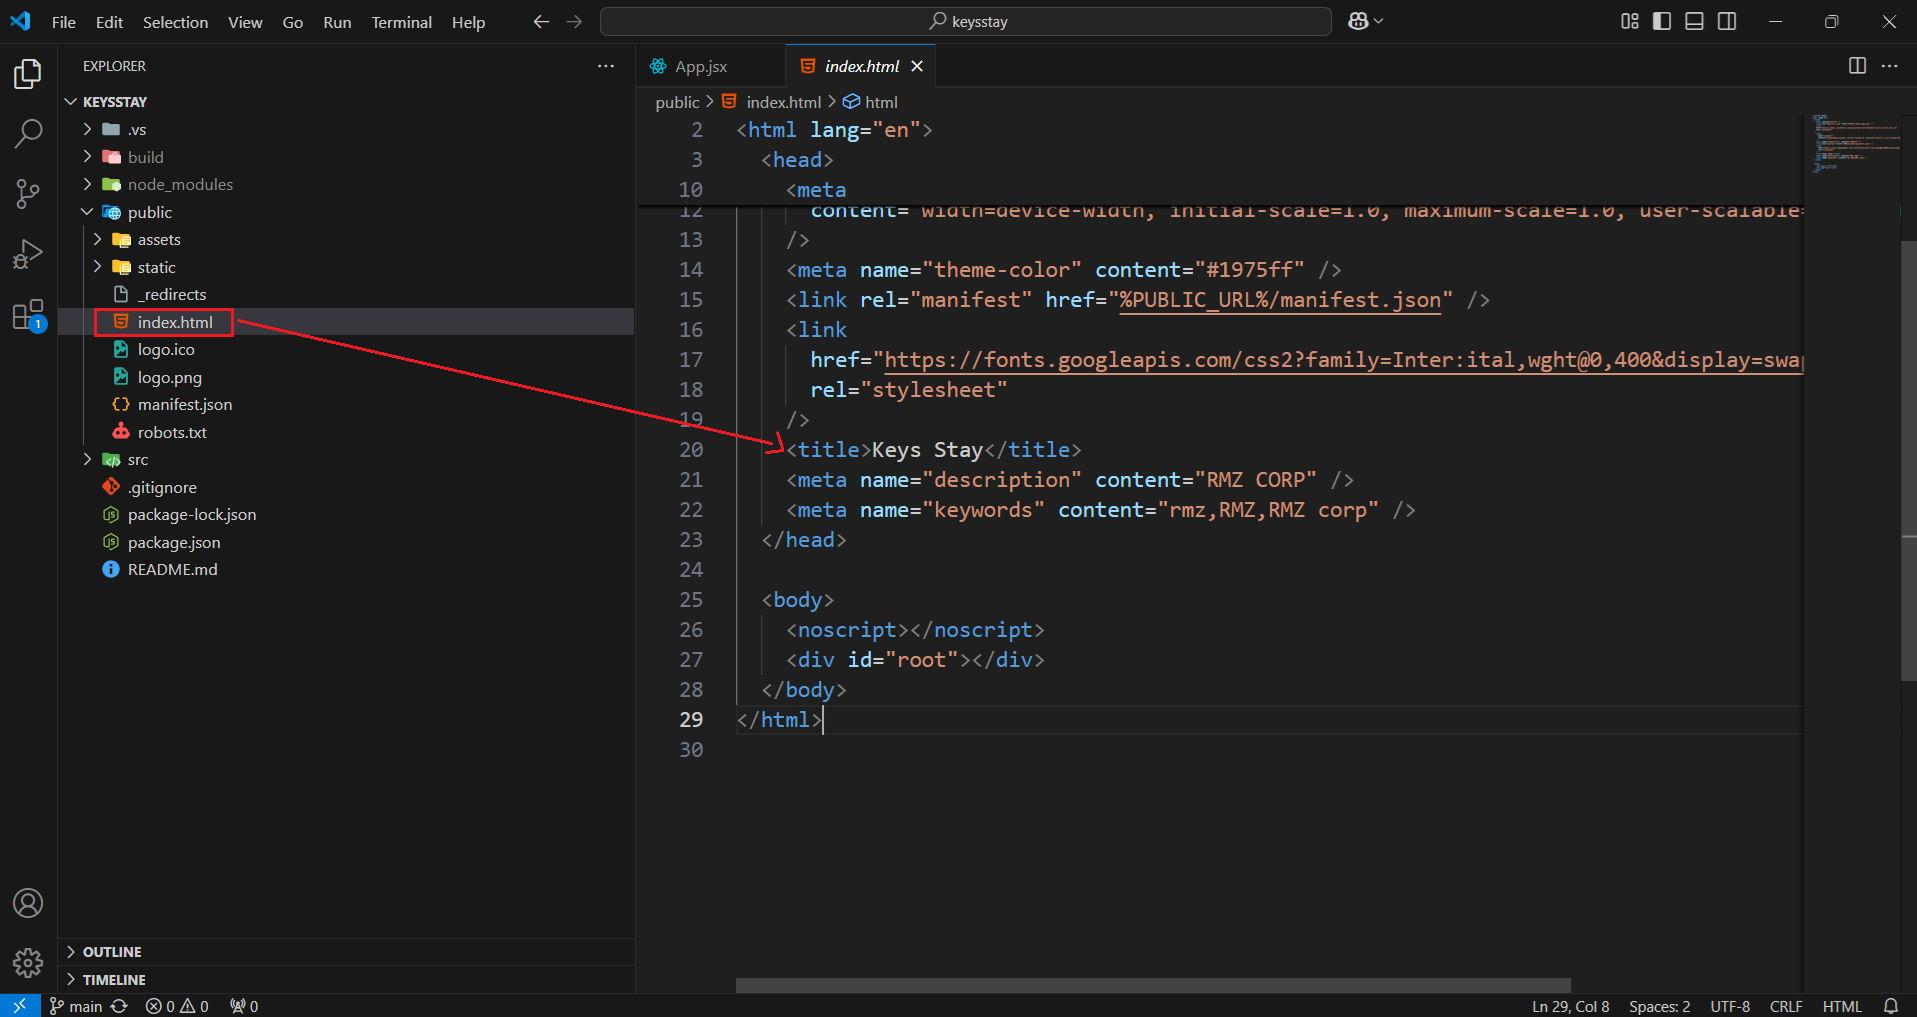 File Edit Selection View Go Run Terminal Help
keysstay
EXPLORER
KEYSSTAY
.vs
build
node_modules
public
assets
static
_redirects
index.html
logo.ico
logo.png
manifest.json
robots.txt
src
.gitignore
package-lock.json
package.json
README.md
OUTLINE
TIMELINE
1
App.jsx
index.html
public > index.html > html
2 <html lang="en">
3 <head>
10 <meta
12 content="width=device-width, initial-scale=1.0, maximum-scale=1.0, user-scalable=
13 />
14 <meta name="theme-color" content="#1975ff" />
15 <link rel="manifest" href="%PUBLIC_URL%/manifest.json" />
16 <link
17 href="https://fonts.googleapis.com/css2?family=Inter:ital,wght@0,400&display=swap
18 rel="stylesheet"
19 />
20 <title>Keys Stay</title>
21 <meta name="description" content="RMZ CORP" />
22 <meta name="keywords" content="rmz,RMZ,RMZ corp" />
23 </head>
24
25 <body>
26 <noscript></noscript>
27 <div id="root"></div>
28 </body>
29 </html>
30
main 0 0 0
Ln 29, Col 8 Spaces: 2 UTF-8 CRLF HTML